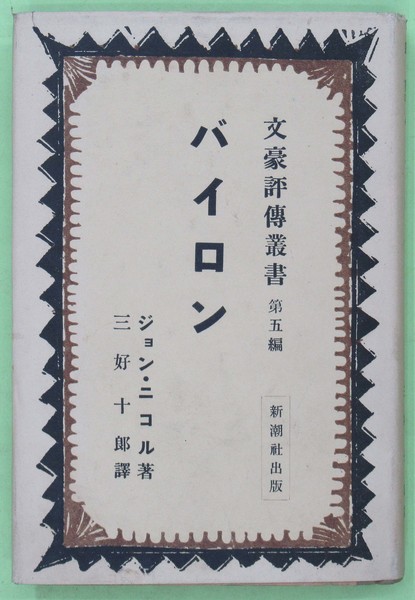 文豪評傳叢書 第五編
新潮社出版
バイロン
ジョン・ニコル著
三好十郎譯